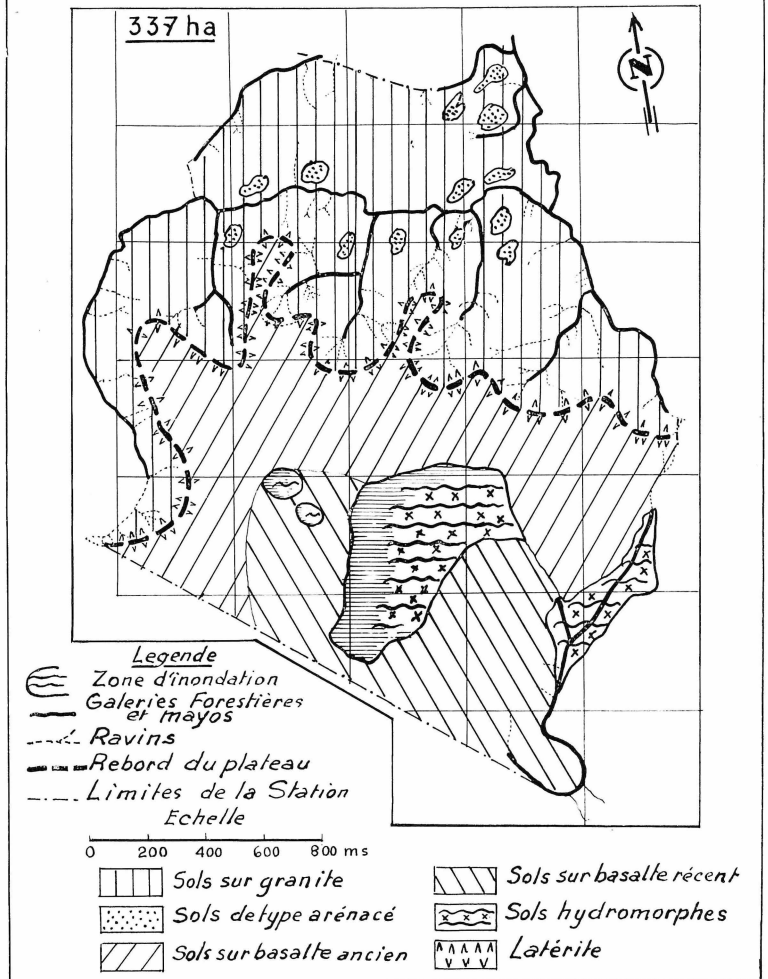 337 ha
N
Legende
Zone d'inondation
Galeries Forestières
et mayos
Ravins
Rebord du plateau
Limites de la Station
Echelle
0 200 400 600 800 ms
Sols sur granite
Sols de type arénacé
Sols sur basalte ancien
Sols sur basalte récent
Sols hydromorphes
Latérite